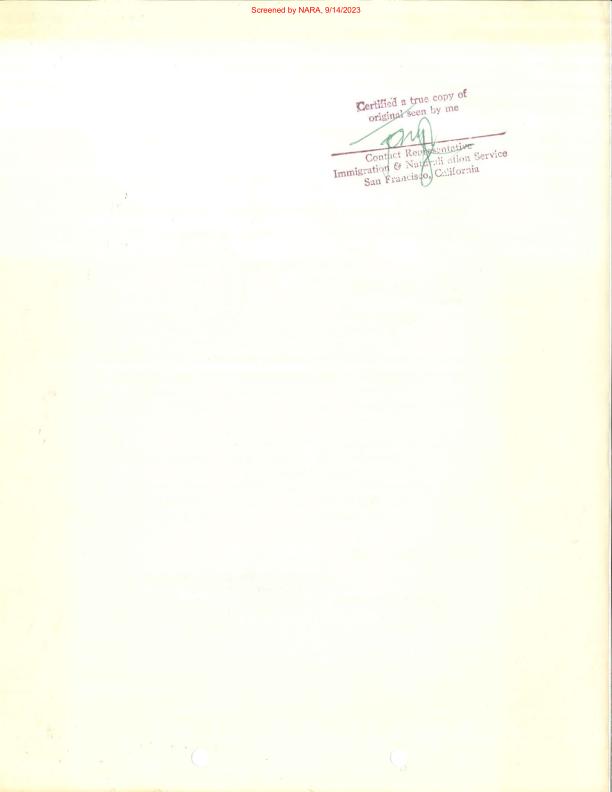 Screened by NARA, 9/14/2023
Certified a true copy of
original seen by me
Contact Representative
Immigration & Naturalization Service
San Francisco, California